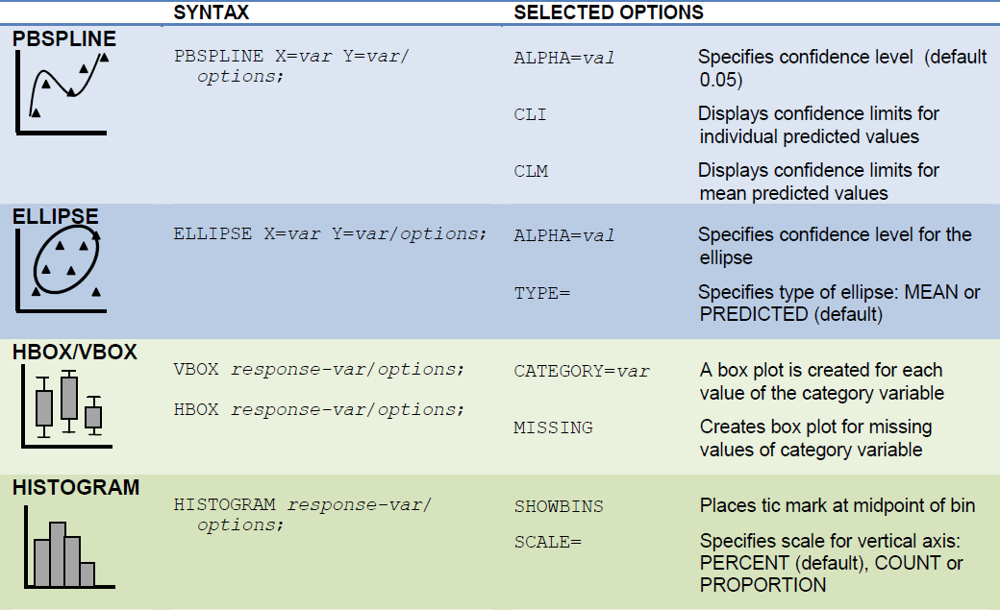 SYNTAX SELECTED OPTIONS
PBSPLINE
PBSPLINE X=var Y=var/
options;
ALPHA=val
Specifies confidence level (default
0.05)
CLI
Displays confidence limits for
individual predicted values
CLM
Displays confidence limits for
mean predicted values
ELLIPSE
ELLIPSE X=var Y=var/options;
ALPHA=val
Specifies confidence level for the
ellipse
TYPE=
Specifies type of ellipse: MEAN or
PREDICTED (default)
HBOX/VBOX
VBOX response-var/options;
HBOX response-var/options;
CATEGORY=var
A box plot is created for each
value of the category variable
MISSING
Creates box plot for missing
values of category variable
HISTOGRAM
HISTOGRAM response-var/
options;
SHOWBINS
Places tic mark at midpoint of bin
SCALE=
Specifies scale for vertical axis:
PERCENT (default), COUNT or
PROPORTION